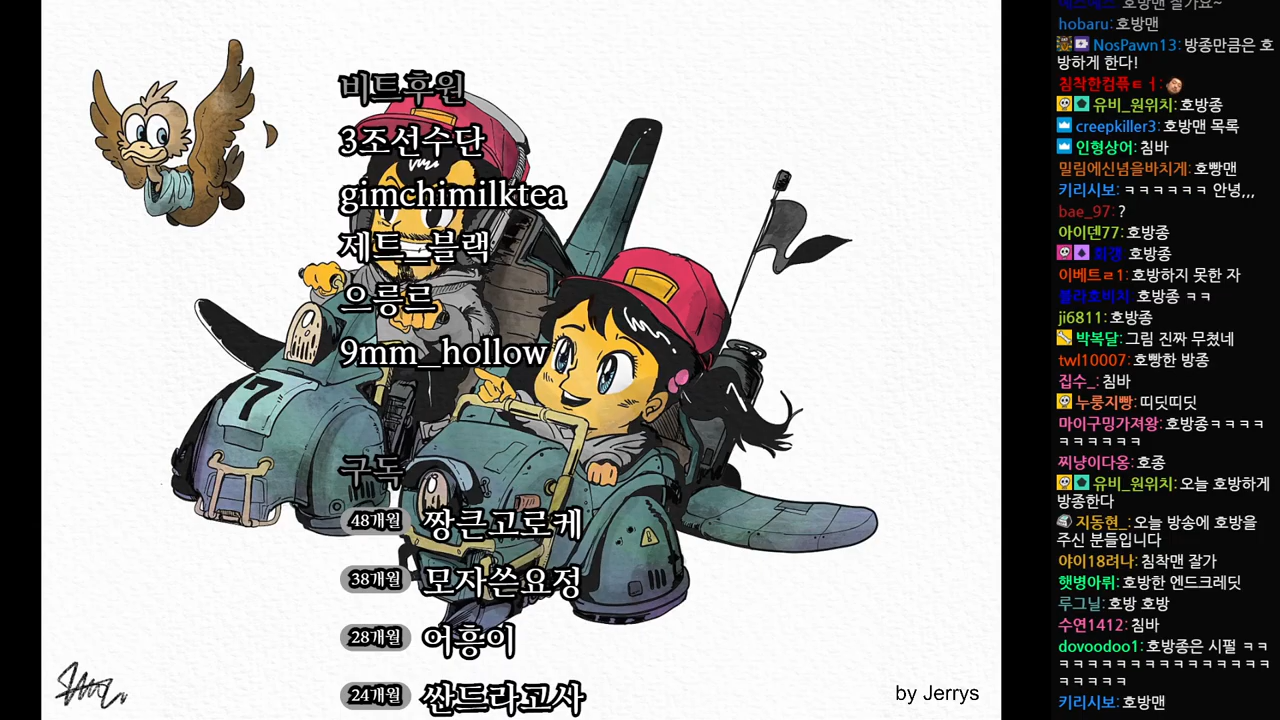 비트후원
3조선수단
gimchimilktea
제트_블랙
으릉르
9mm_hollow
7
구독
48개월 짱큰고로케
38개월 모자쓴요정
28개월 어흥이
24개월 싼드라고사
by Jerrys
호방맨 잘가요~
hobaru: 호방맨
NosPawn13: 방종만큼은 호
방하게 한다!
침착한컴퓨ㅌㅓ:
유비_원위치: 호방종
creepkiller3: 호방맨 목록
인형상어: 침바
밀림에신념을바치게: 호빵맨
키리시보: ㅋㅋㅋㅋㅋㅋ 안녕,,,
bae_97: ?
아이덴77: 호방종
회갱: 호방종
이베트ㄹ1: 호방하지 못한 자
블라호비치: 호방종 ㅋㅋ
ji6811: 호방종
박복달: 그림 진짜 무쳤네
twl10007: 호빵한 방종
집수_: 침바
누룽지빵: 띠딧띠딧
마이구밍가져왕: 호방종ㅋㅋㅋㅋ
ㅋㅋㅋㅋㅋㅋ
찌냥이다옹: 호종
유비_원위치: 오늘 호방하게
방종한다
지동현_: 오늘 방송에 호방을
주신 분들입니다
야이18려나: 침착맨 잘가
햇병아뤼: 호방한 엔드크레딧
루그닐: 호방 호방
수연1412: 침바
dovoodoo1: 호방종은 시펄 ㅋㅋ
ㅋㅋㅋㅋㅋㅋㅋㅋㅋㅋㅋㅋㅋㅋ
ㅋㅋㅋㅋㅋ
키리시보: 호방맨